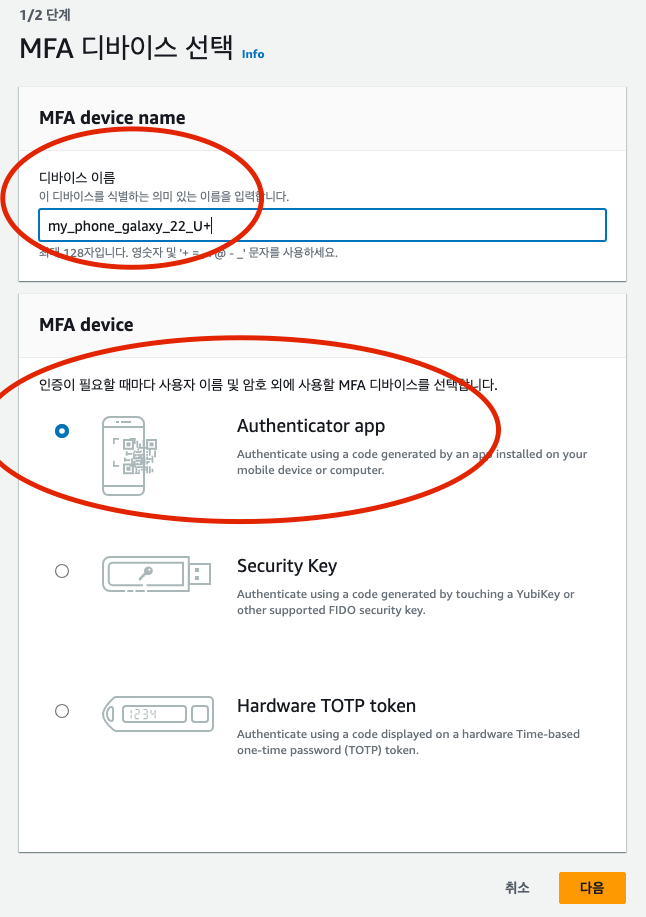 1/2 단계
MFA 디바이스 선택 Info
MFA device name
디바이스 이름
이 디바이스를 식별하는 의미 있는 이름을 입력합니다.
my_phone_galaxy_22_U+
최대 128자입니다. 영숫자 및 '+ = , . @ - _' 문자를 사용하세요.
MFA device
인증이 필요할 때마다 사용자 이름 및 암호 외에 사용할 MFA 디바이스를 선택합니다.
Authenticator app
Authenticate using a code generated by an app installed on your
mobile device or computer.
Security Key
Authenticate using a code generated by touching a YubiKey or
other supported FIDO security key.
1234
Hardware TOTP token
Authenticate using a code displayed on a hardware Time-based
one-time password (TOTP) token.
취소
다음